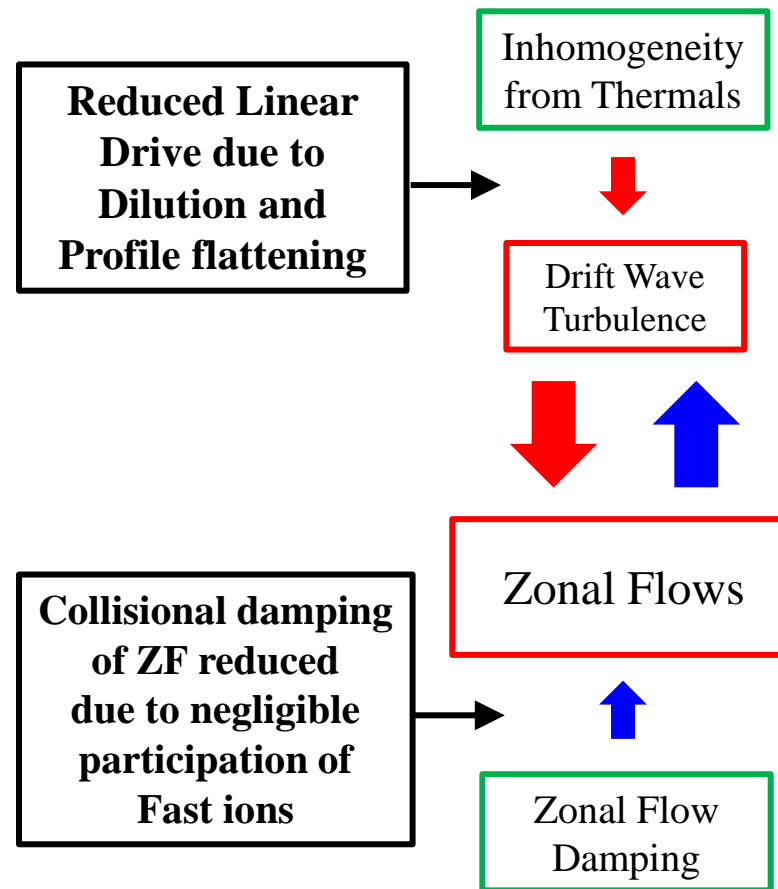 Inhomogeneity
from Thermals
Reduced Linear
Drive due to
Dilution and
Profile flattening
Drift Wave
Turbulence
Zonal Flows
Collisional damping
of ZF reduced
due to negligible
participation of
Fast ions
Zonal Flow
Damping